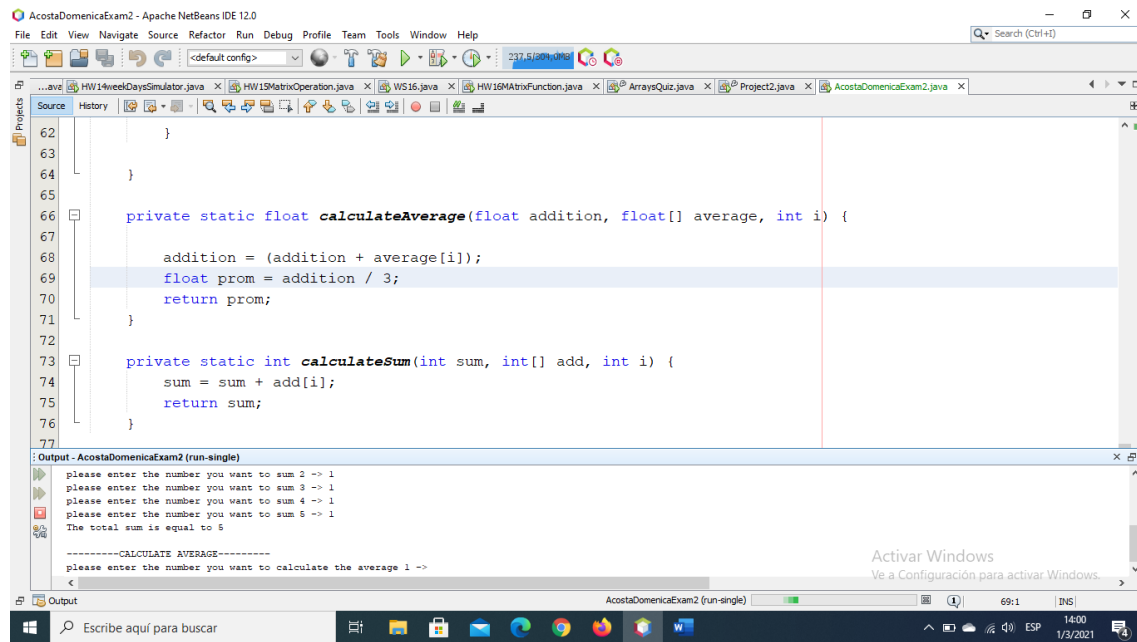 AcostaDomenicaExam2 - Apache NetBeans IDE 12.0
File Edit View Navigate Source Refactor Run Debug Profile Team Tools Window Help
Search (Ctrl+I)
<default config>
237,5/304,0MB
...ava HW14weekDaysSimulator.java HW15MatrixOperation.java WS16.java HW16MAtrixFunction.java ArraysQuiz.java Project2.java AcostaDomenicaExam2.java
Projects
Source History
62 }
63
64 }
65
66 private static float calculateAverage(float addition, float[] average, int i) {
67
68 addition = (addition + average[i]);
69 float prom = addition / 3;
70 return prom;
71 }
72
73 private static int calculateSum(int sum, int[] add, int i) {
74 sum = sum + add[i];
75 return sum;
76 }
77
Output - AcostaDomenicaExam2 (run-single)
please enter the number you want to sum 2 -> 1
please enter the number you want to sum 3 -> 1
please enter the number you want to sum 4 -> 1
please enter the number you want to sum 5 -> 1
The total sum is equal to 5
---------CALCULATE AVERAGE---------
please enter the number you want to calculate the average 1 ->
Activar Windows
Ve a Configuración para activar Windows.
Output
AcostaDomenicaExam2 (run-single)
1
69:1
INS
Escribe aquí para buscar
ESP
14:00
1/3/2021
4